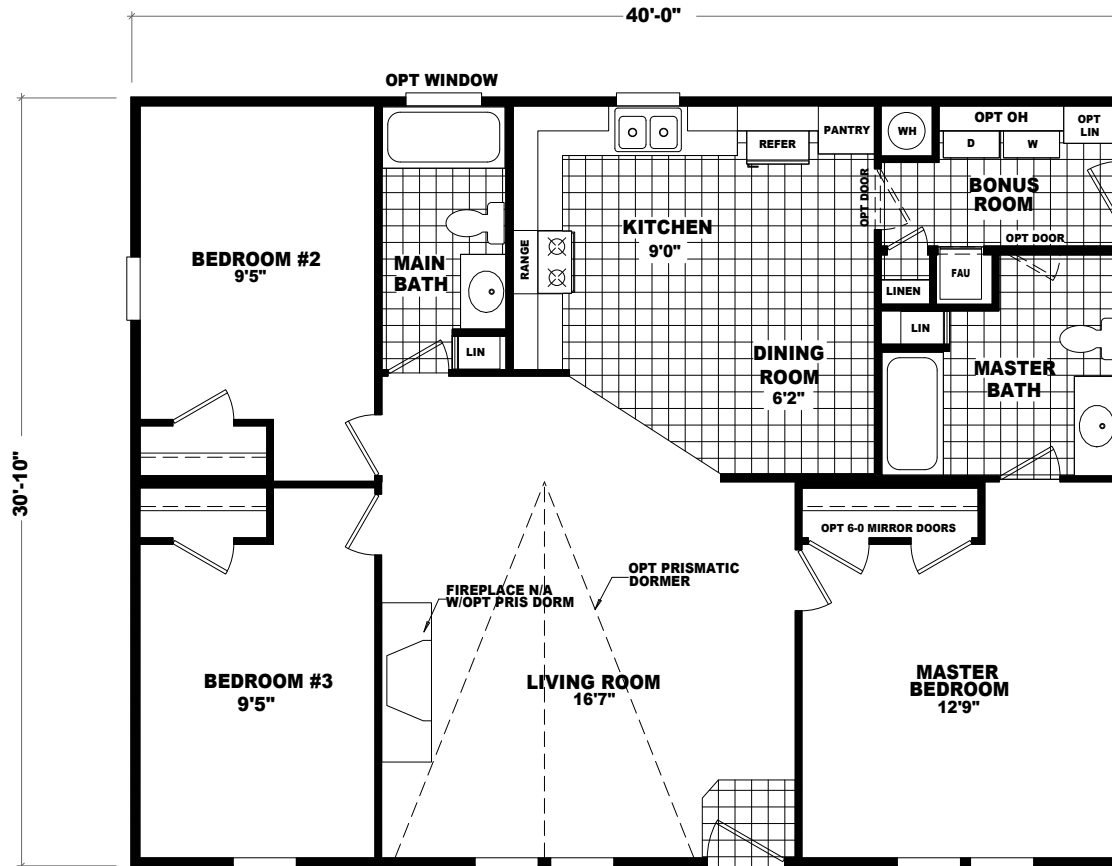 40'-0"
OPT WINDOW
30'-10"
BEDROOM #2
9'5"
MAIN
BATH
LIN
RANGE
KITCHEN
9'0"
REFER
PANTRY
OPT DOOR
DINING
ROOM
6'2"
WH
OPT OH
D
W
OPT
LIN
BONUS
ROOM
OPT DOOR
FAU
LINEN
LIN
MASTER
BATH
OPT 6-0 MIRROR DOORS
OPT PRISMATIC
DORMER
FIREPLACE N/A
W/OPT PRIS DORM
BEDROOM #3
9'5"
LIVING ROOM
16'7"
MASTER
BEDROOM
12'9"